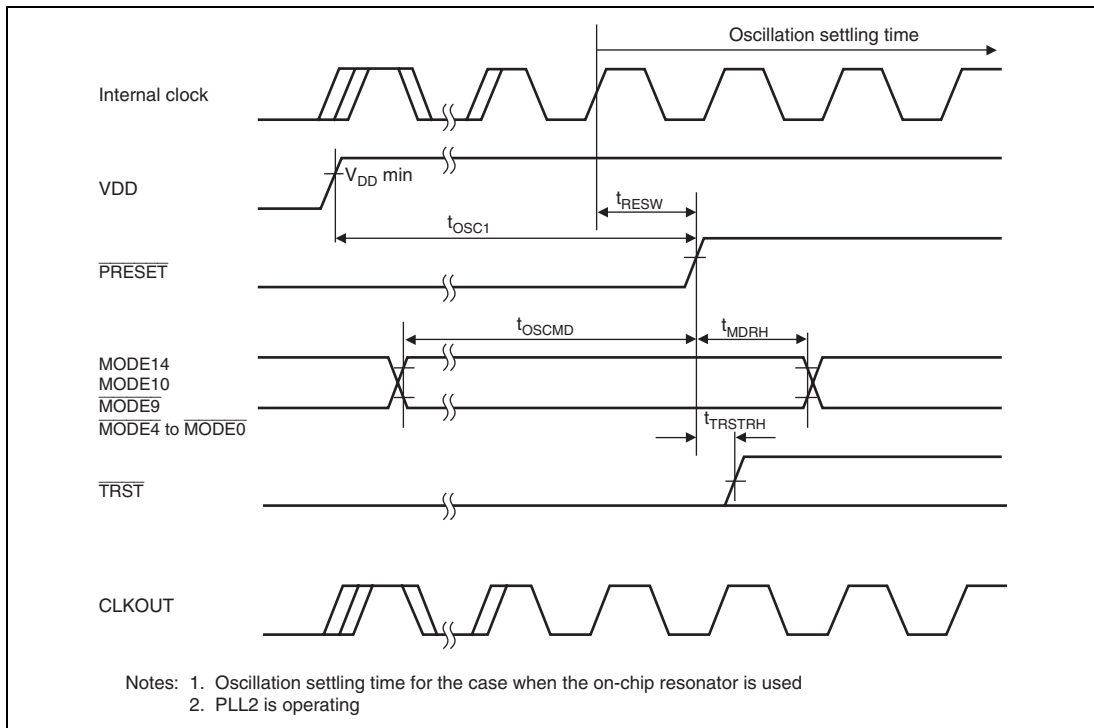 Oscillation settling time
Internal clock
VDD
VDD min
tRESW
tOSC1
PRESET
tOSCMD
tMDRH
MODE14
MODE10
MODE9
MODE4 to MODE0
tTRSTRH
TRST
CLKOUT
Notes: 1. Oscillation settling time for the case when the on-chip resonator is used
2. PLL2 is operating